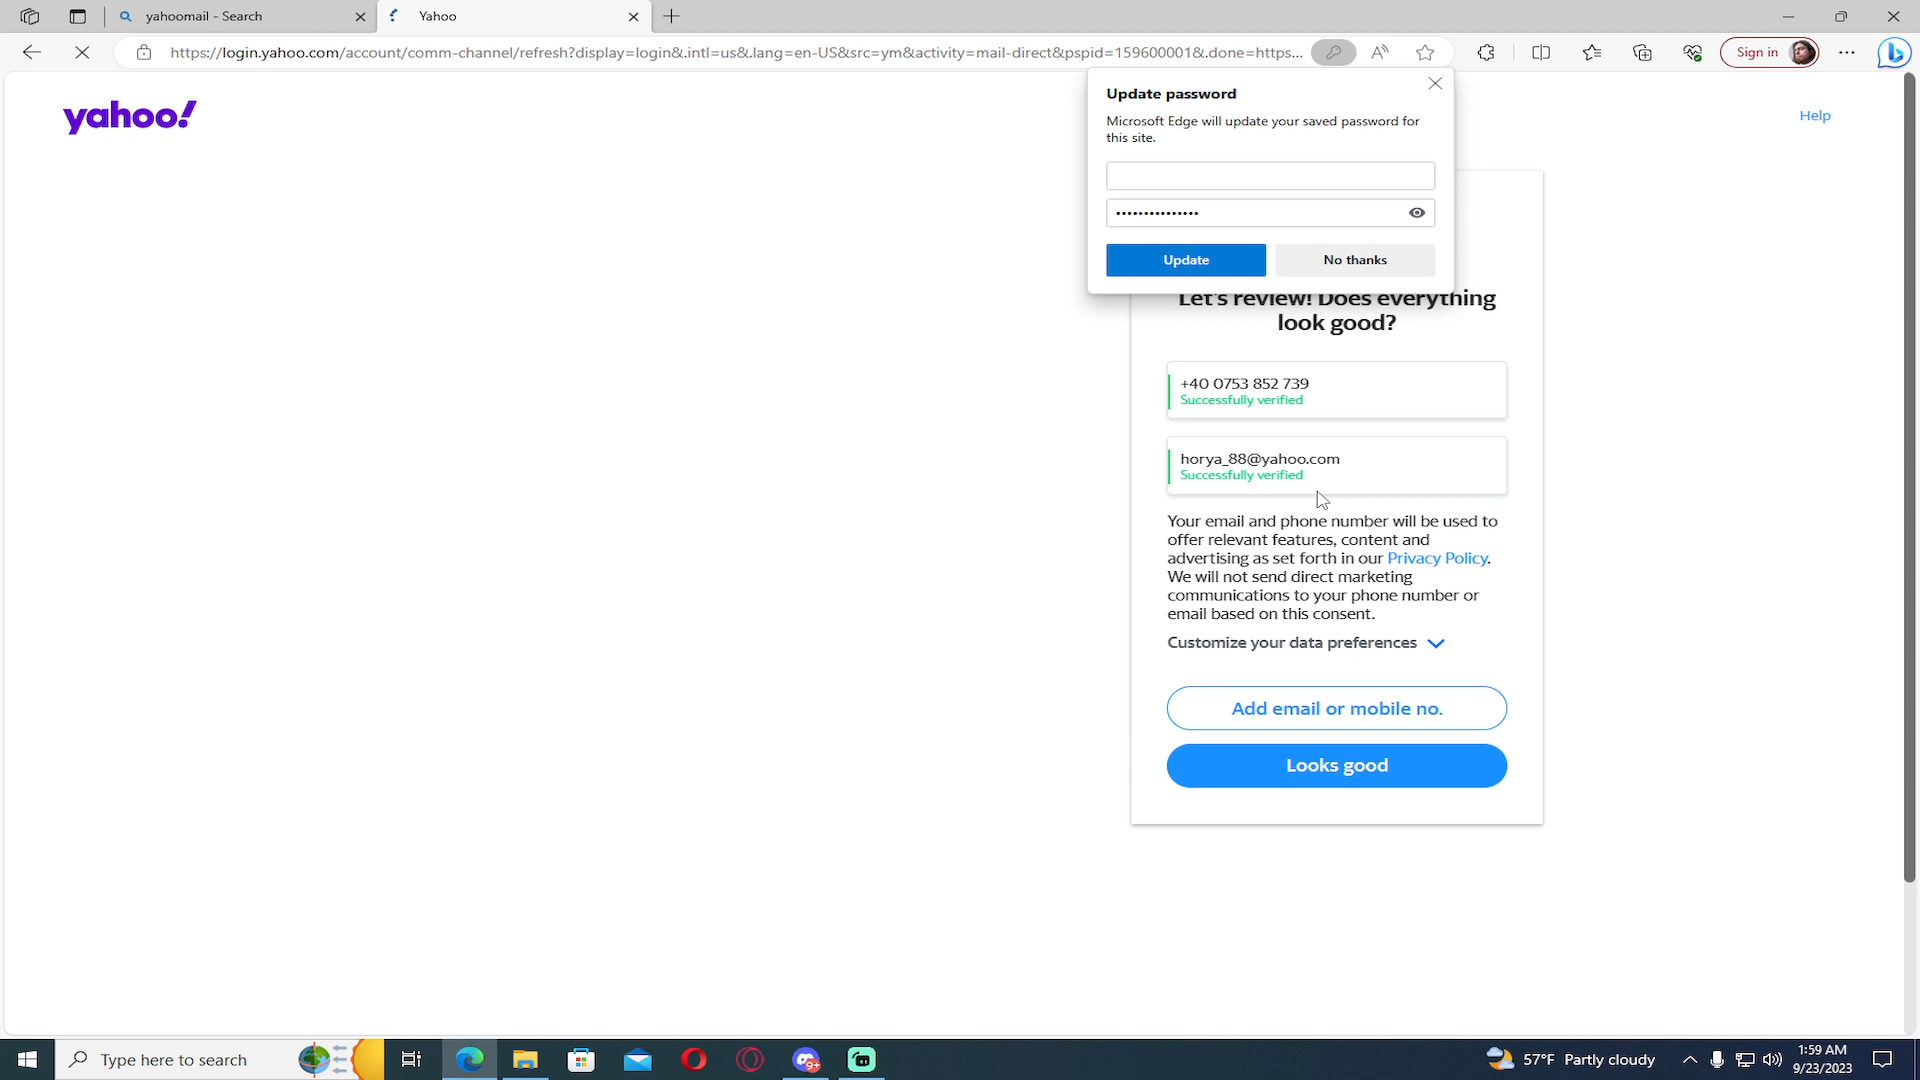 yahoomail - Search
Yahoo
https://login.yahoo.com/account/comm-channel/refresh?display=login&.intl=us&.lang=en-US&src=ym&activity=mail-direct&pspid=159600001&.done=https...
Sign in
yahoo!
Help
Update password
Microsoft Edge will update your saved password for
this site.
•••••••••••••••
Update
No thanks
Let's review! Does everything
look good?
+40 0753 852 739
Successfully verified
horya_88@yahoo.com
Successfully verified
Your email and phone number will be used to
offer relevant features, content and
advertising as set forth in our Privacy Policy.
We will not send direct marketing
communications to your phone number or
email based on this consent.
Customize your data preferences
Add email or mobile no.
Looks good
Type here to search
9+
57°F Partly cloudy
1:59 AM
9/23/2023